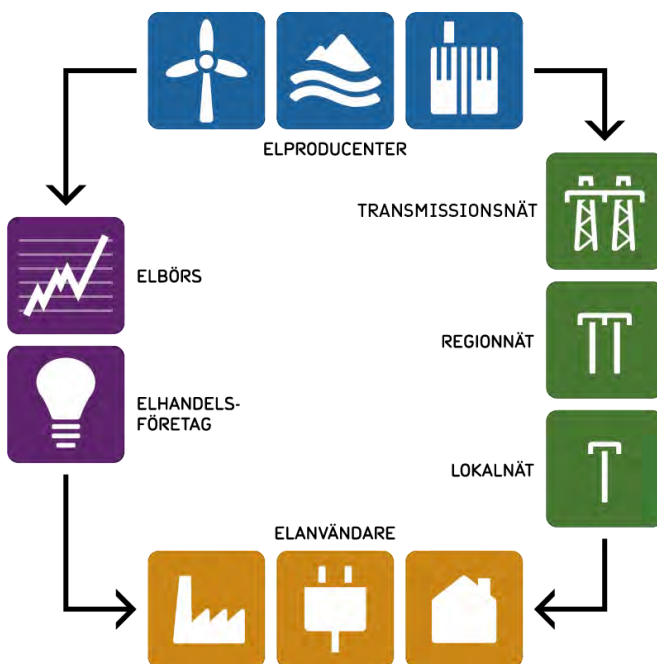 ELPRODUCENTER
TRANSMISSIONSNÄT
ELBÖRS
REGIONNÄT
ELHANDELS-
FÖRETAG
LOKALNÄT
ELANVÄNDARE